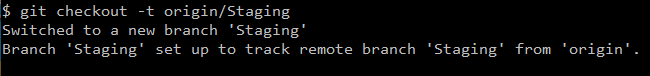 $ git checkout -t origin/Staging
Switched to a new branch 'Staging'
Branch 'Staging' set up to track remote branch 'Staging' from 'origin'.